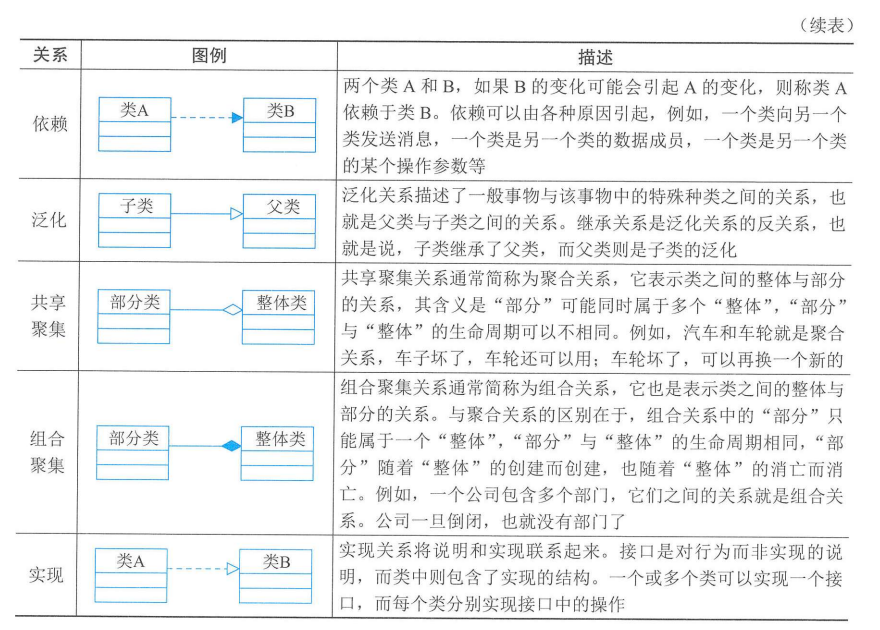 （续表）
关系 图例 描述
依赖
类A 类B
两个类 A 和 B，如果 B 的变化可能会引起 A 的变化，则称类 A
依赖于类 B。依赖可以由各种原因引起，例如，一个类向另一个
类发送消息，一个类是另一个类的数据成员，一个类是另一个类
的某个操作参数等
泛化
子类 父类
泛化关系描述了一般事物与该事物中的特殊种类之间的关系，也
就是父类与子类之间的关系。继承关系是泛化关系的反关系，也
就是说，子类继承了父类，而父类则是子类的泛化
共享
聚集
部分类 整体类
共享聚集关系通常简称为聚合关系，它表示类之间的整体与部分
的关系，其含义是“部分”可能同时属于多个“整体”，“部分”
与“整体”的生命周期可以不相同。例如，汽车和车轮就是聚合
关系，车子坏了，车轮还可以用；车轮坏了，可以再换一个新的
组合
聚集
部分类 整体类
组合聚集关系通常简称为组合关系，它也是表示类之间的整体与
部分的关系。与聚合关系的区别在于，组合关系中的“部分”只
能属于一个“整体”，“部分”与“整体”的生命周期相同，“部
分”随着“整体”的创建而创建，也随着“整体”的消亡而消
亡。例如，一个公司包含多个部门，它们之间的关系就是组合关
系。公司一旦倒闭，也就没有部门了
实现
类A 类B
实现关系将说明和实现联系起来。接口是对行为而非实现的说
明，而类中则包含了实现的结构。一个或多个类可以实现一个接
口，而每个类分别实现接口中的操作